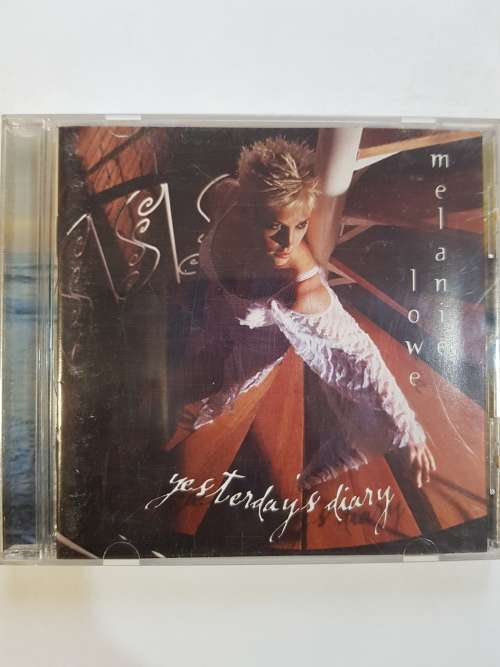 melanie
lowe
yesterday's diary